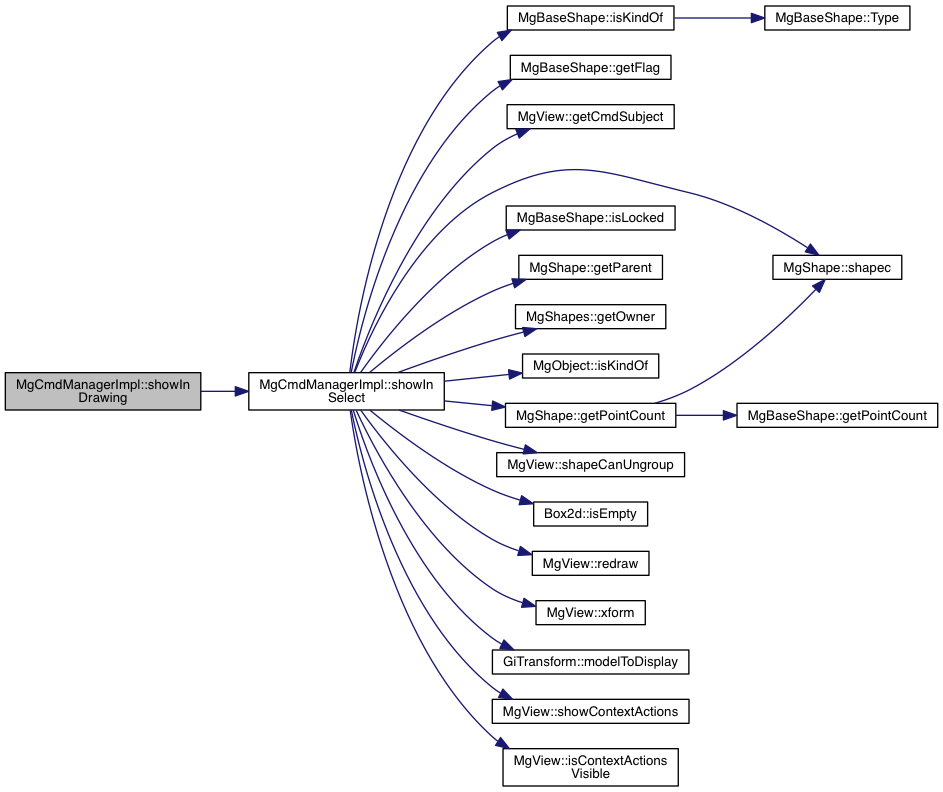 MgBaseShape::isKindOf
MgBaseShape::Type
MgBaseShape::getFlag
MgView::getCmdSubject
MgBaseShape::isLocked
MgShape::getParent
MgShape::shapec
MgShapes::getOwner
MgObject::isKindOf
MgCmdManagerImpl::showIn
Drawing
MgCmdManagerImpl::showIn
Select
MgShape::getPointCount
MgBaseShape::getPointCount
MgView::shapeCanUngroup
Box2d::isEmpty
MgView::redraw
MgView::xform
GiTransform::modelToDisplay
MgView::showContextActions
MgView::isContextActions
Visible